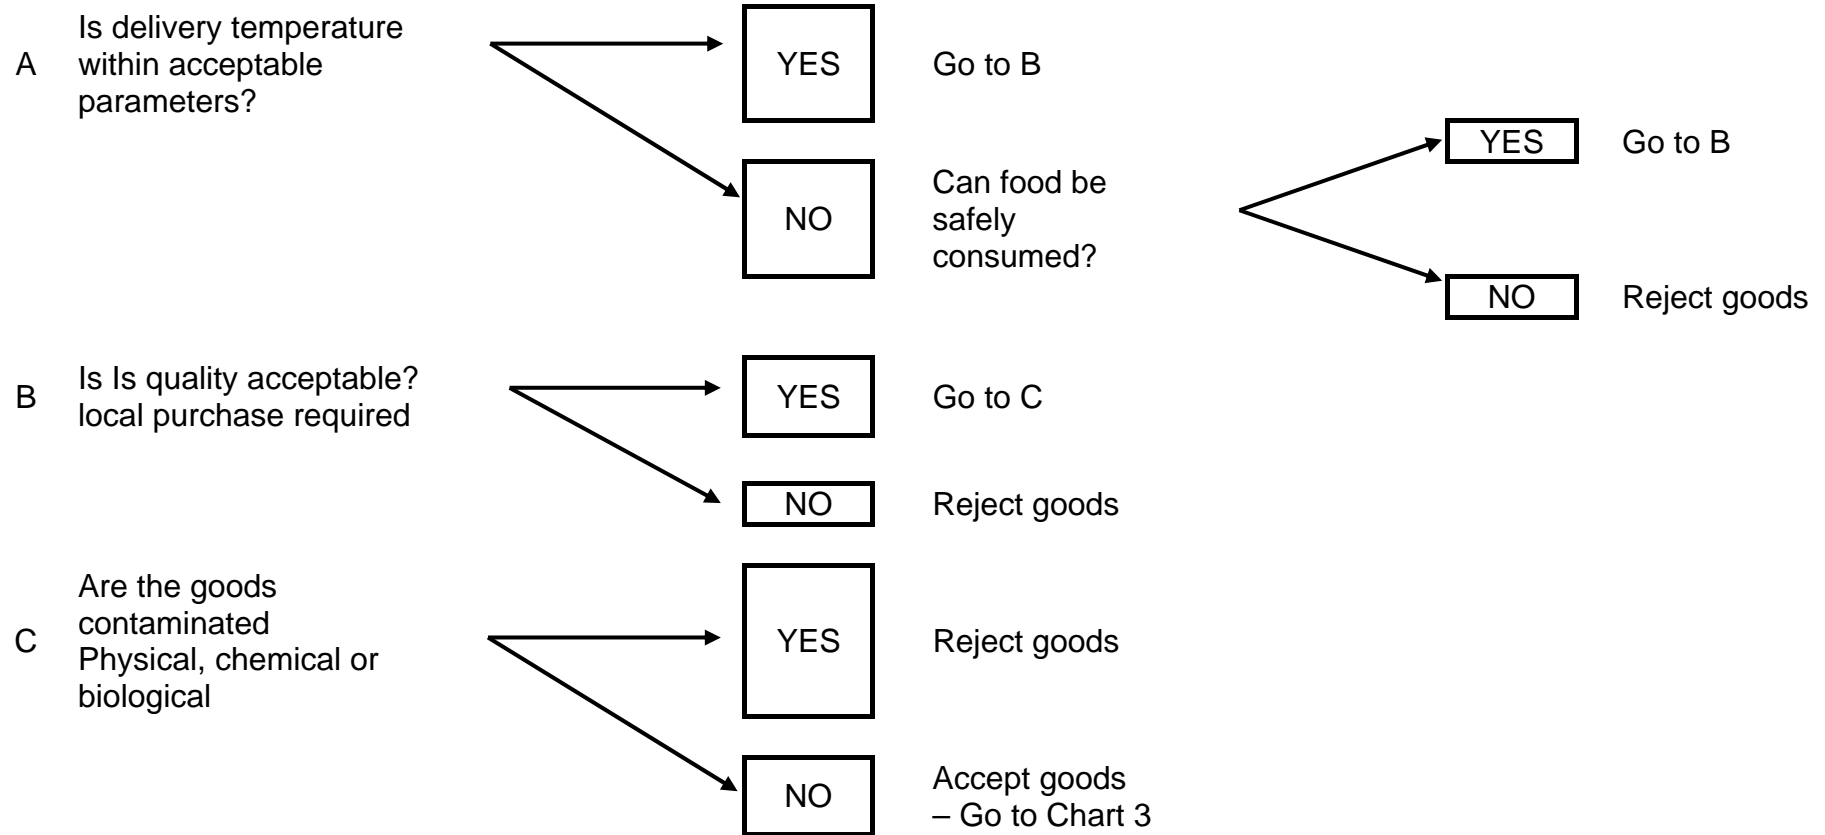 A
Is delivery temperature
within acceptable
parameters?
YES
Go to B
NO
Can food be
safely
consumed?
YES
Go to B
NO
Reject goods
B
Is Is quality acceptable?
local purchase required
YES
Go to C
NO
Reject goods
C
Are the goods
contaminated
Physical, chemical or
biological
YES
Reject goods
NO
Accept goods
– Go to Chart 3